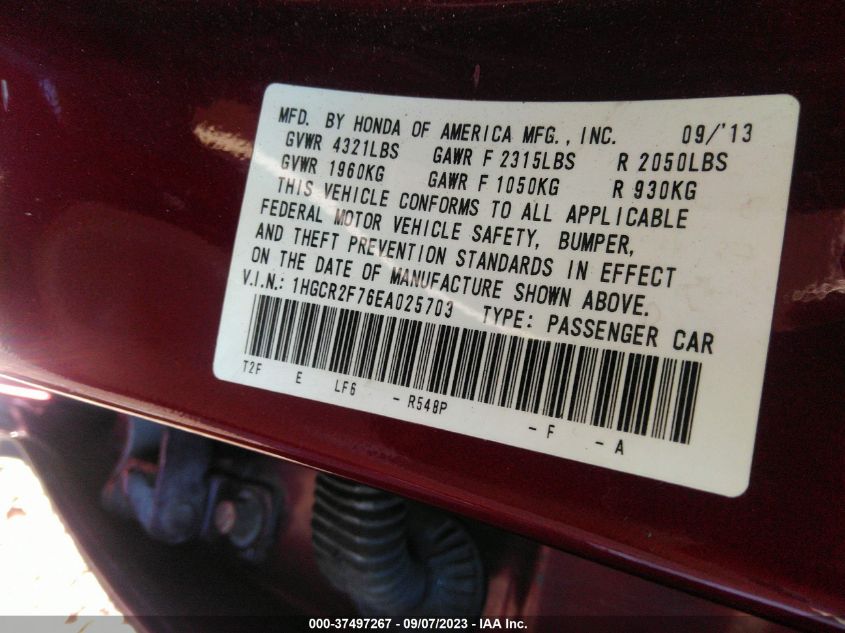 MFD. BY HONDA OF AMERICA MFG., INC. 09/'13
GVWR 4321LBS GAWR F 2315LBS R 2050LBS
GVWR 1960KG GAWR F 1050KG R 930KG
THIS VEHICLE CONFORMS TO ALL APPLICABLE
FEDERAL MOTOR VEHICLE SAFETY, BUMPER,
AND THEFT PREVENTION STANDARDS IN EFFECT
ON THE DATE OF MANUFACTURE SHOWN ABOVE.
V.I.N.: 1HGCR2F76EA025703 TYPE: PASSENGER CAR
T2F E LF6 - R548P - F - A
000-37497267 - 09/07/2023 - IAA Inc.